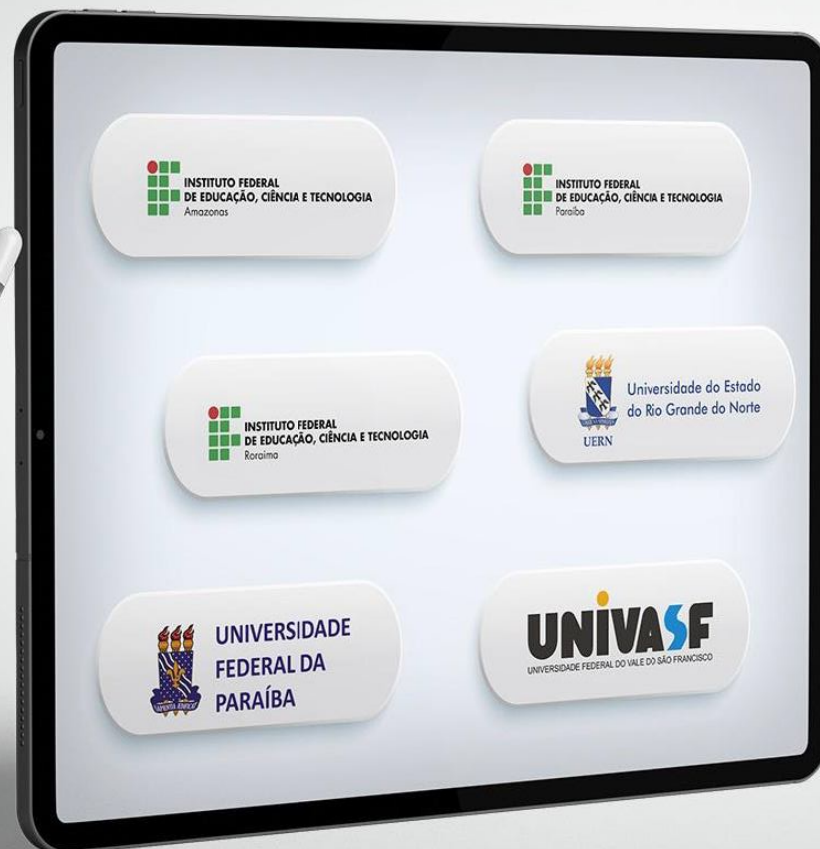 INSTITUTO FEDERAL
DE EDUCAÇÃO, CIÊNCIA E TECNOLOGIA
Amazonas
INSTITUTO FEDERAL
DE EDUCAÇÃO, CIÊNCIA E TECNOLOGIA
Paraíba
INSTITUTO FEDERAL
DE EDUCAÇÃO, CIÊNCIA E TECNOLOGIA
Roraima
UERN
Universidade do Estado
do Rio Grande do Norte
UNIVERSIDADE
FEDERAL DA
PARAÍBA
UNIVASF
UNIVERSIDADE FEDERAL DO VALE DO SÃO FRANCISCO